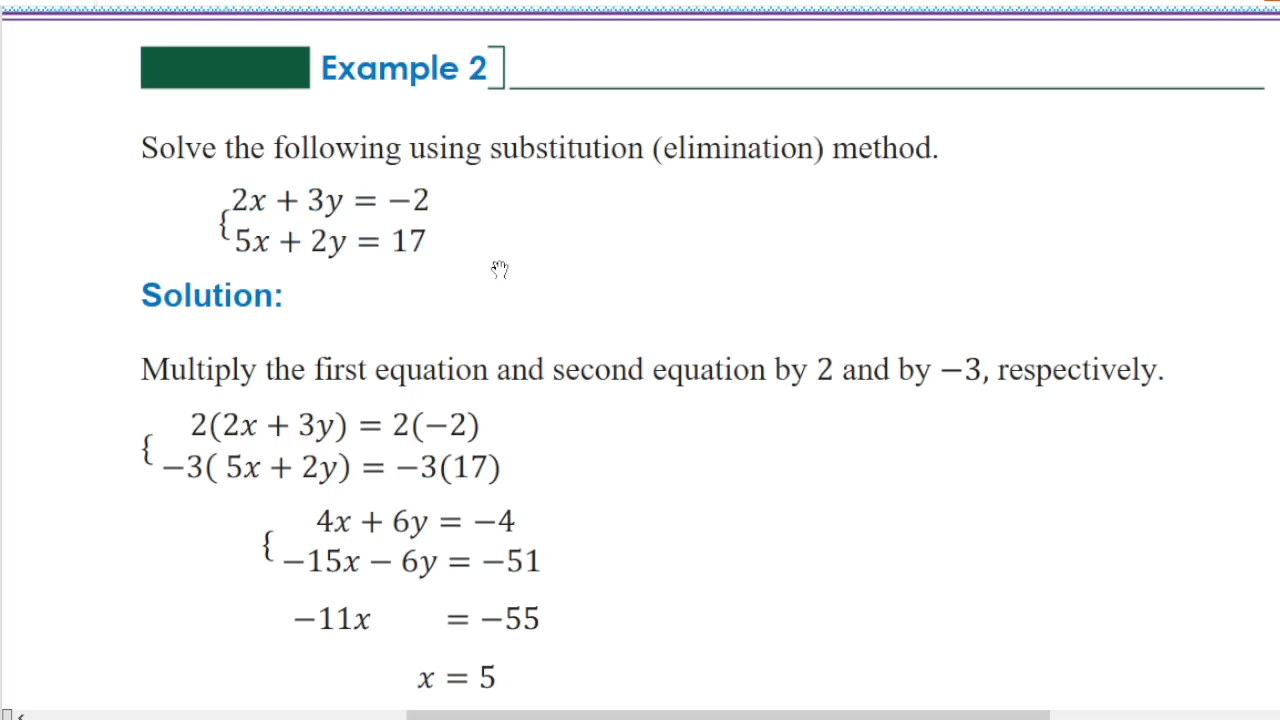 Example 2
Solve the following using substitution (elimination) method.
{2x + 3y = −2
5x + 2y = 17
Solution:
Multiply the first equation and second equation by 2 and by −3, respectively.
{ 2(2x + 3y) = 2(−2)
−3( 5x + 2y) = −3(17)
{ 4x + 6y = −4
−15x − 6y = −51
−11x = −55
x = 5